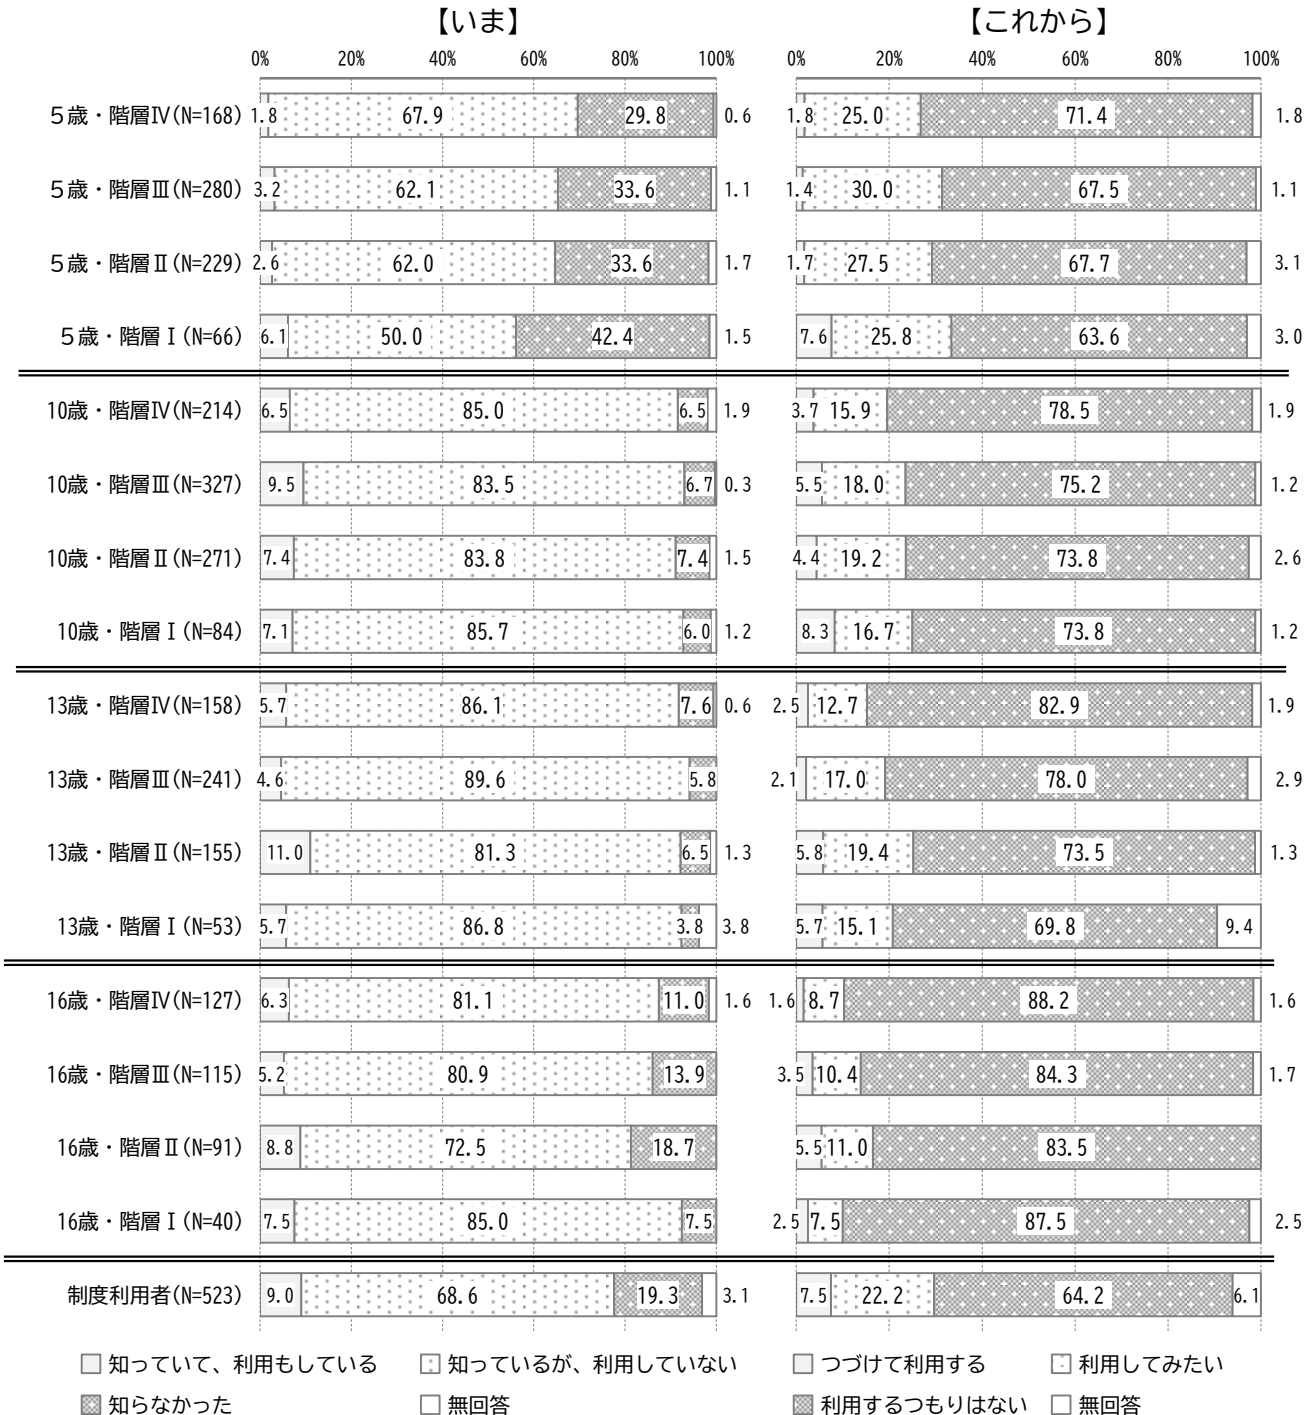 【いま】 【これから】
0% 20% 40% 60% 80% 100% 0% 20% 40% 60% 80% 100%
5歳・階層Ⅳ(N=168) 1.8 67.9 29.8 0.6 1.8 25.0 71.4 1.8
5歳・階層Ⅲ(N=280) 3.2 62.1 33.6 1.1 1.4 30.0 67.5 1.1
5歳・階層Ⅱ(N=229) 2.6 62.0 33.6 1.7 1.7 27.5 67.7 3.1
5歳・階層Ⅰ(N=66) 6.1 50.0 42.4 1.5 7.6 25.8 63.6 3.0
10歳・階層Ⅳ(N=214) 6.5 85.0 6.5 1.9 3.7 15.9 78.5 1.9
10歳・階層Ⅲ(N=327) 9.5 83.5 6.7 0.3 5.5 18.0 75.2 1.2
10歳・階層Ⅱ(N=271) 7.4 83.8 7.4 1.5 4.4 19.2 73.8 2.6
10歳・階層Ⅰ(N=84) 7.1 85.7 6.0 1.2 8.3 16.7 73.8 1.2
13歳・階層Ⅳ(N=158) 5.7 86.1 7.6 0.6 2.5 12.7 82.9 1.9
13歳・階層Ⅲ(N=241) 4.6 89.6 5.8 2.1 17.0 78.0 2.9
13歳・階層Ⅱ(N=155) 11.0 81.3 6.5 1.3 5.8 19.4 73.5 1.3
13歳・階層Ⅰ(N=53) 5.7 86.8 3.8 3.8 5.7 15.1 69.8 9.4
16歳・階層Ⅳ(N=127) 6.3 81.1 11.0 1.6 1.6 8.7 88.2 1.6
16歳・階層Ⅲ(N=115) 5.2 80.9 13.9 3.5 10.4 84.3 1.7
16歳・階層Ⅱ(N=91) 8.8 72.5 18.7 5.5 11.0 83.5
16歳・階層Ⅰ(N=40) 7.5 85.0 7.5 2.5 7.5 87.5 2.5
制度利用者(N=523) 9.0 68.6 19.3 3.1 7.5 22.2 64.2 6.1
知っていて、利用もしている 知っているが、利用していない つづけて利用する 利用してみたい
知らなかった 無回答 利用するつもりはない 無回答